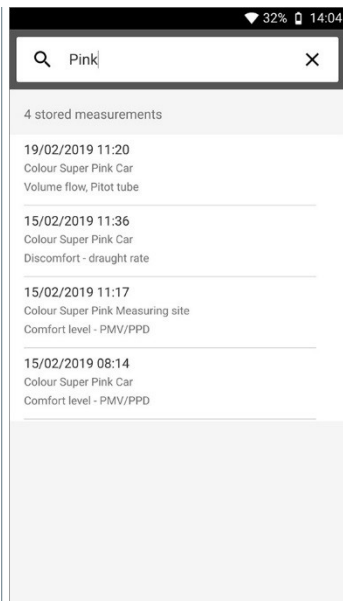 32% 14:04
Pink
4 stored measurements
19/02/2019 11:20
Colour Super Pink Car
Volume flow, Pitot tube
15/02/2019 11:36
Colour Super Pink Car
Discomfort - draught rate
15/02/2019 11:17
Colour Super Pink Measuring site
Comfort level - PMV/PPD
15/02/2019 08:14
Colour Super Pink Car
Comfort level - PMV/PPD